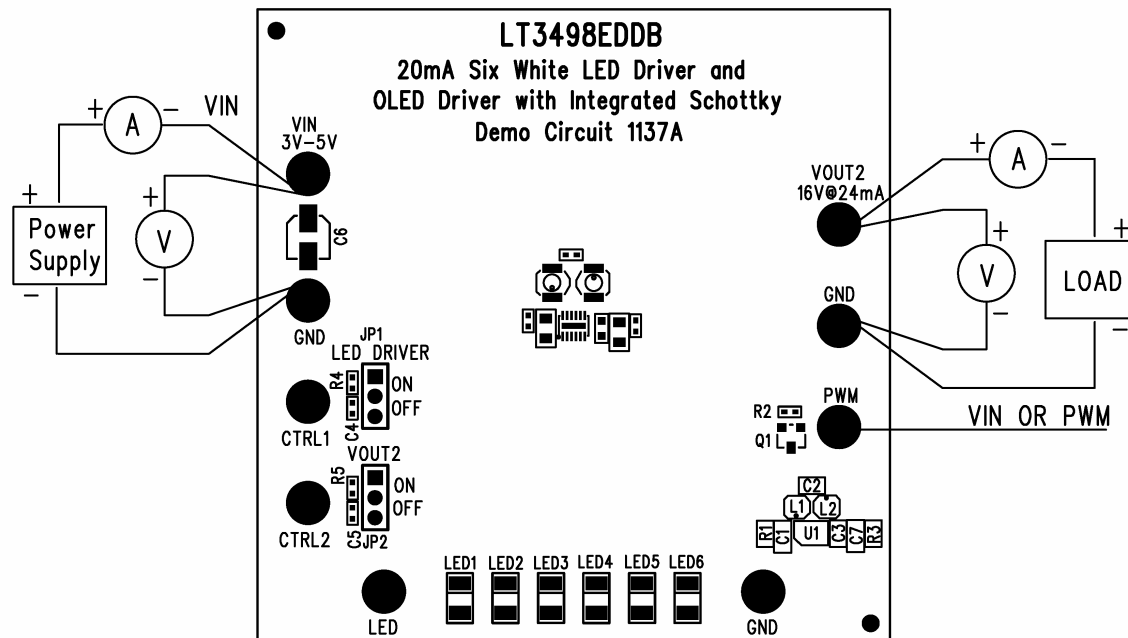 LT3498EDDB
20mA Six White LED Driver and
OLED Driver with Integrated Schottky
Demo Circuit 1137A
+ A - VIN
VIN
3V-5V
+
Power
Supply
-
+
V
-
C6
GND
JP1
LED DRIVER
R4
ON
OFF
C4
CTRL1
VOUT2
R5
ON
OFF
C5
JP2
CTRL2
LED
LED1 LED2 LED3 LED4 LED5 LED6
GND
+ A -
VOUT2
16V@24mA
+
V
-
+
LOAD
-
GND
PWM
VIN OR PWM
R2
Q1
C2
L1 L2
R1 C1 U1 C3 C7 R3